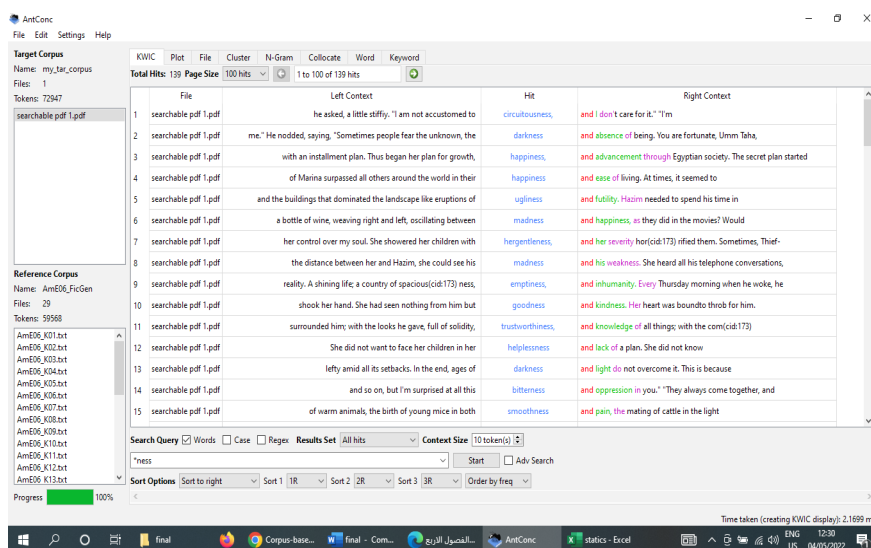 AntConc
File Edit Settings Help
Target Corpus
Name: my_tar_corpus
Files: 1
Tokens: 72947
searchable pdf 1.pdf
Reference Corpus
Name: AmE06_FicGen
Files: 29
Tokens: 59568
AmE06_K01.txt
AmE06_K02.txt
AmE06_K03.txt
AmE06_K04.txt
AmE06_K05.txt
AmE06_K06.txt
AmE06_K07.txt
AmE06_K08.txt
AmE06_K09.txt
AmE06_K10.txt
AmE06_K11.txt
AmE06_K12.txt
AmE06 K13.txt
Progress 100%
KWIC Plot File Cluster N-Gram Collocate Word Keyword
Total Hits: 139 Page Size 100 hits 1 to 100 of 139 hits
File Left Context Hit Right Context
1 searchable pdf 1.pdf he asked, a little stiffiy. "I am not accustomed to circuitousness, and I don't care for it." "I'm
2 searchable pdf 1.pdf me." He nodded, saying, "Sometimes people fear the unknown, the darkness and absence of being. You are fortunate, Umm Taha,
3 searchable pdf 1.pdf with an installment plan. Thus began her plan for growth, happiness, and advancement through Egyptian society. The secret plan started
4 searchable pdf 1.pdf of Marina surpassed all others around the world in their happiness and ease of living. At times, it seemed to
5 searchable pdf 1.pdf and the buildings that dominated the landscape like eruptions of ugliness and futility. Hazim needed to spend his time in
6 searchable pdf 1.pdf a bottle of wine, weaving right and left, oscillating between madness and happiness, as they did in the movies? Would
7 searchable pdf 1.pdf her control over my soul. She showered her children with hergentleness, and her severity hor(cid:173) rified them. Sometimes, Thief-
8 searchable pdf 1.pdf the distance between her and Hazim, she could see his madness and his weakness. She heard all his telephone conversations,
9 searchable pdf 1.pdf reality. A shining life; a country of spacious(cid:173) ness, emptiness, and inhumanity. Every Thursday morning when he woke, he
10 searchable pdf 1.pdf shook her hand. She had seen nothing from him but goodness and kindness. Her heart was boundto throb for him.
11 searchable pdf 1.pdf surrounded him; with the looks he gave, full of solidity, trustworthiness, and knowledge of all things; with the com(cid:173)
12 searchable pdf 1.pdf She did not want to face her children in her helplessness and lack of a plan. She did not know
13 searchable pdf 1.pdf lefty amid all its setbacks. In the end, ages of darkness and light do not overcome it. This is because
14 searchable pdf 1.pdf and so on, but I'm surprised at all this bitterness and oppression in you." "They always come together, and
15 searchable pdf 1.pdf of warm animals, the birth of young mice in both smoothness and pain, the mating of cattle in the light
Search Query Words Case Regex Results Set All hits Context Size 10 token(s)
*ness Start Adv Search
Sort Options Sort to right Sort 1 1R Sort 2 2R Sort 3 3R Order by freq
Time taken (creating KWIC display): 2.1699 m
final Corpus-base... final - Com... الفصول الاربع... AntConc statics - Excel ENG 12:30
US 04/05/2022